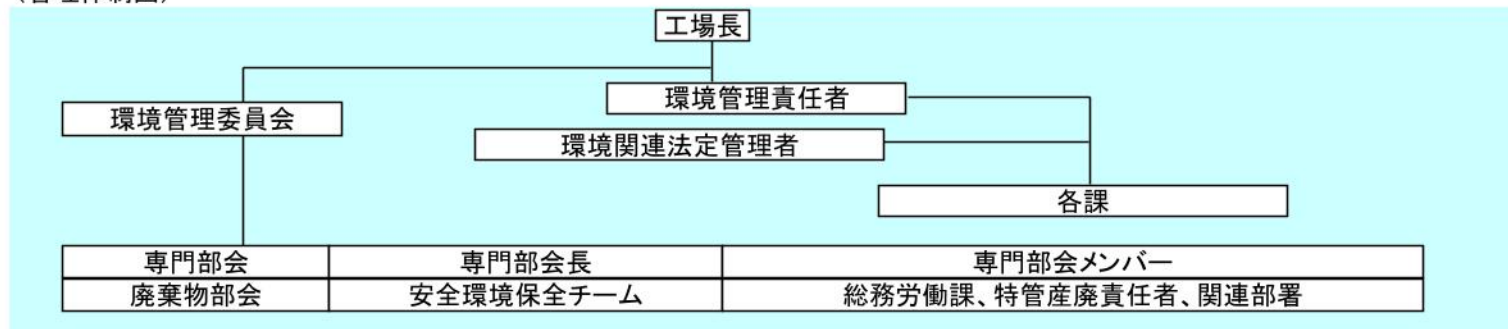 工場長
環境管理責任者
環境管理委員会
環境関連法定管理者
各課
専門部会 専門部会長 専門部会メンバー
廃棄物部会 安全環境保全チーム 総務労働課、特管産廃責任者、関連部署